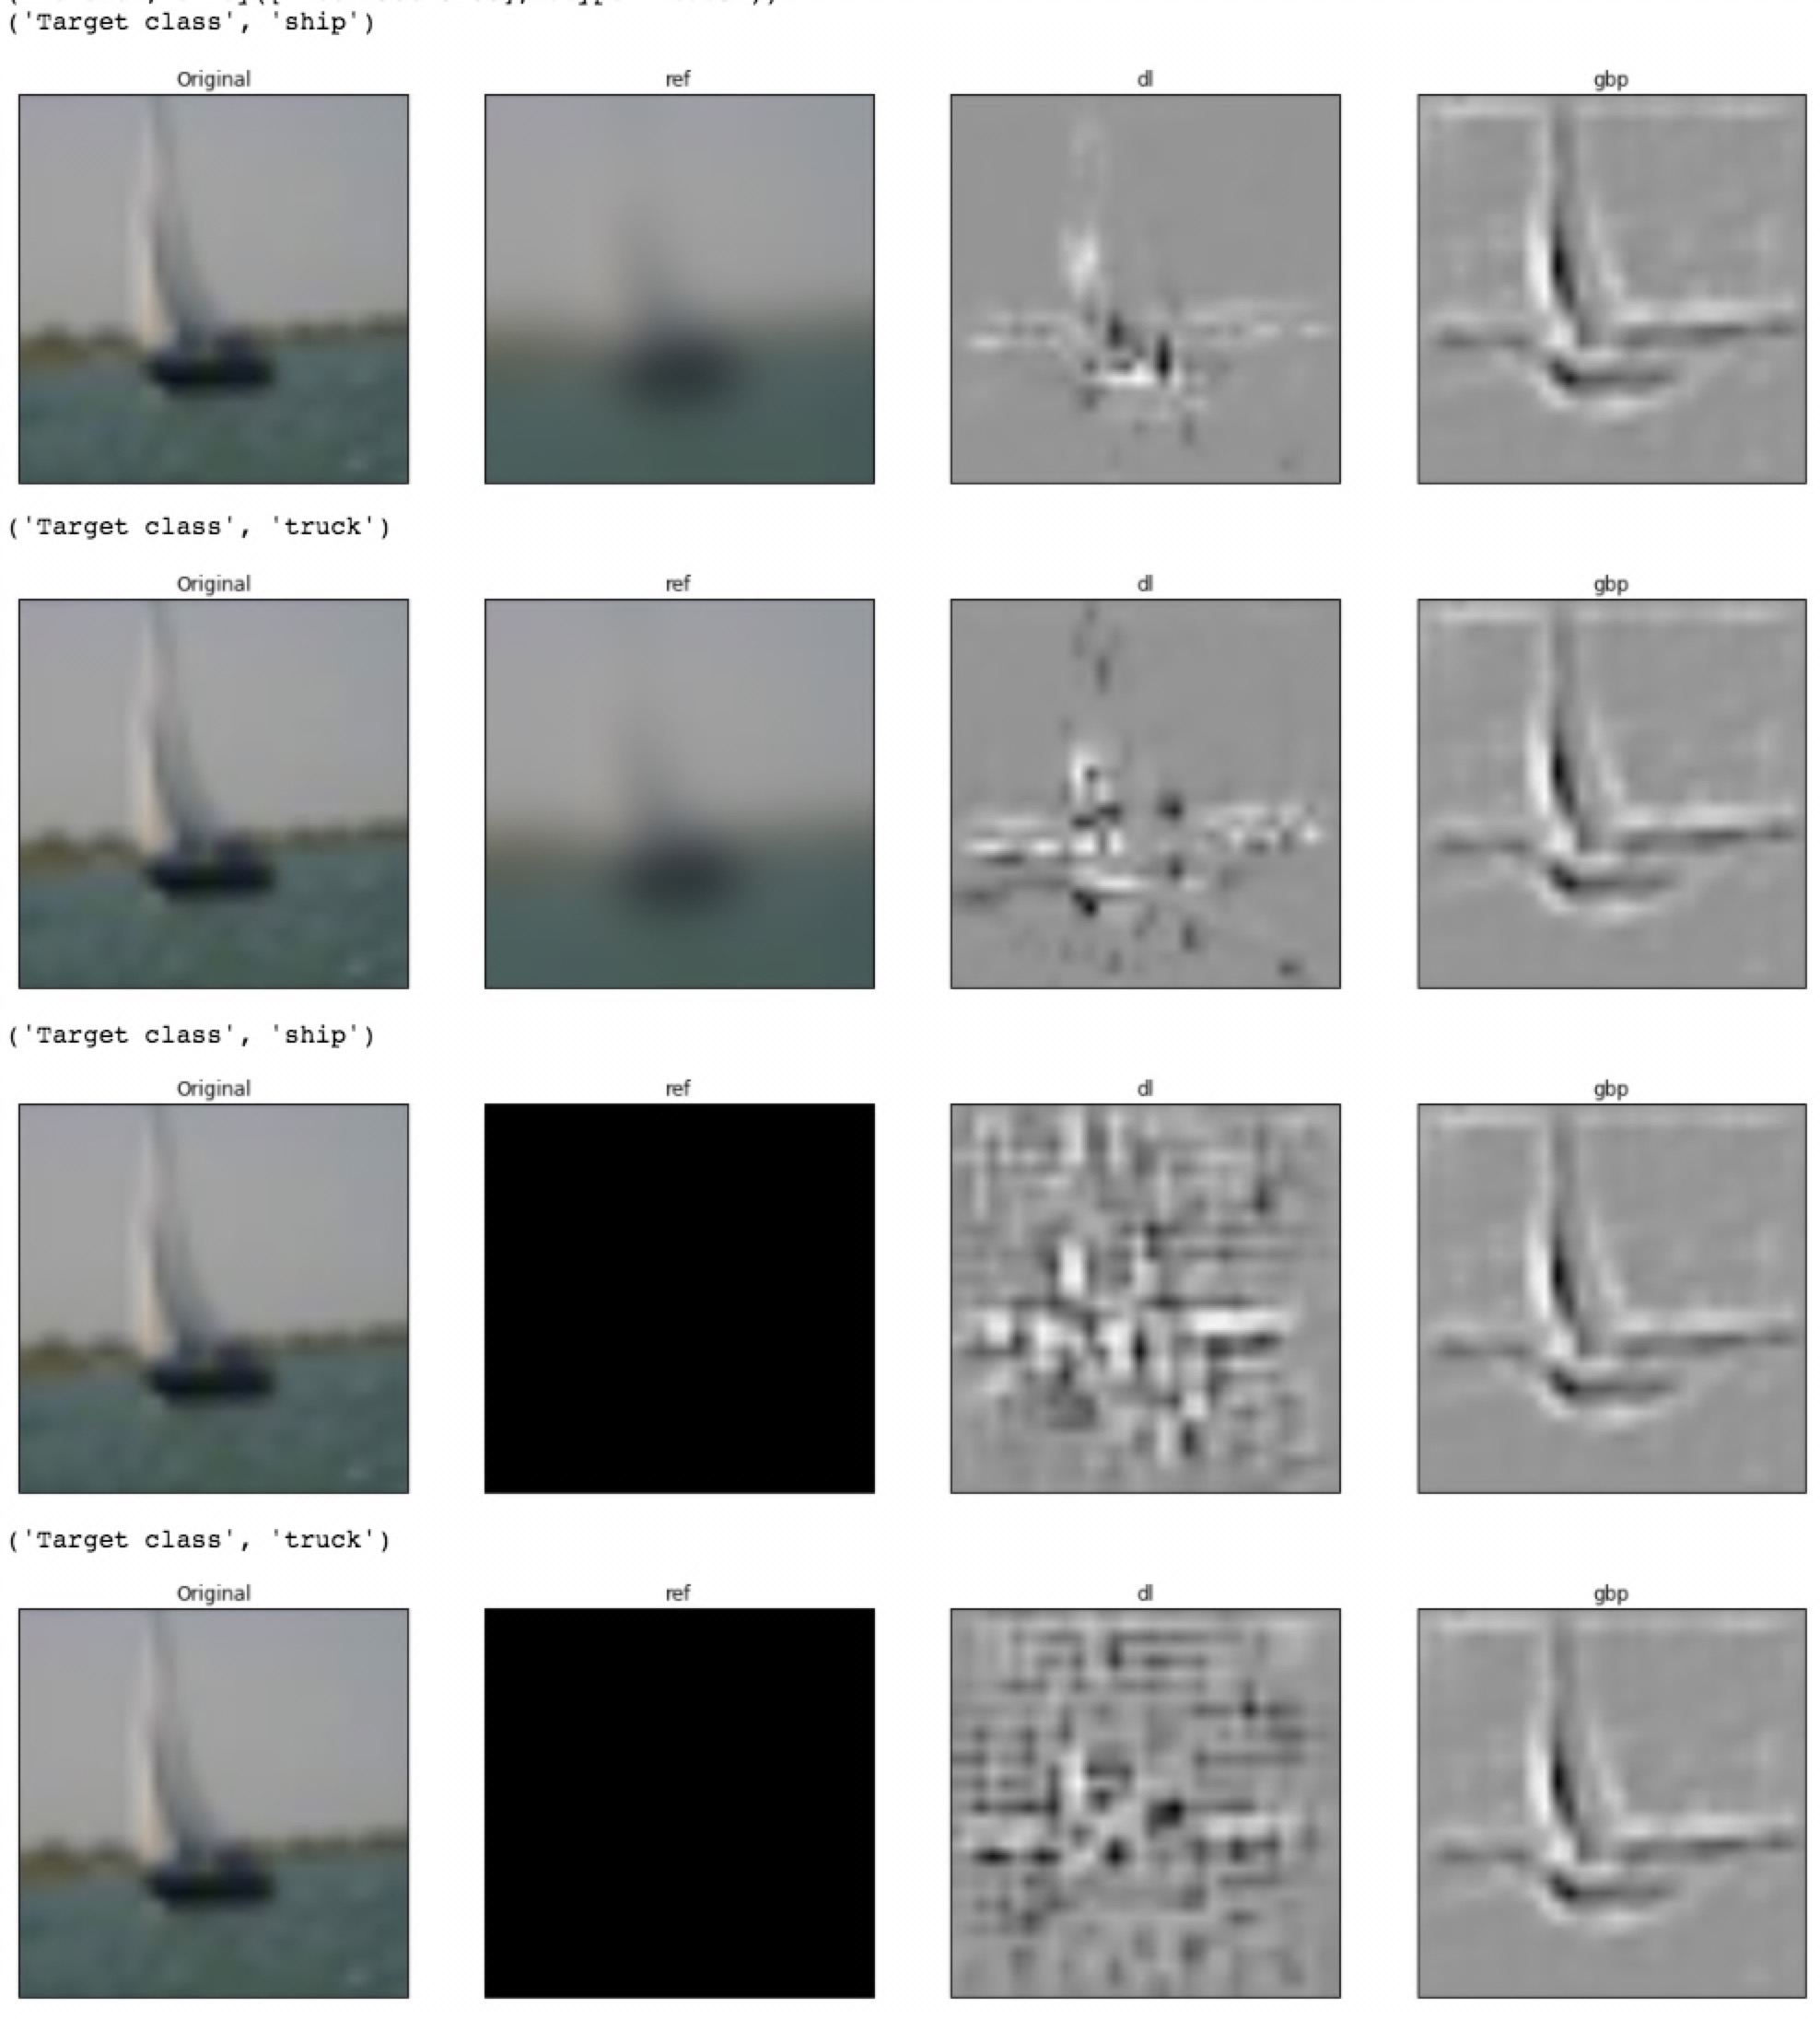 ('Target class', 'ship')
Original ref dl gbp
('Target class', 'truck')
Original ref dl gbp
('Target class', 'ship')
Original ref dl gbp
('Target class', 'truck')
Original ref dl gbp